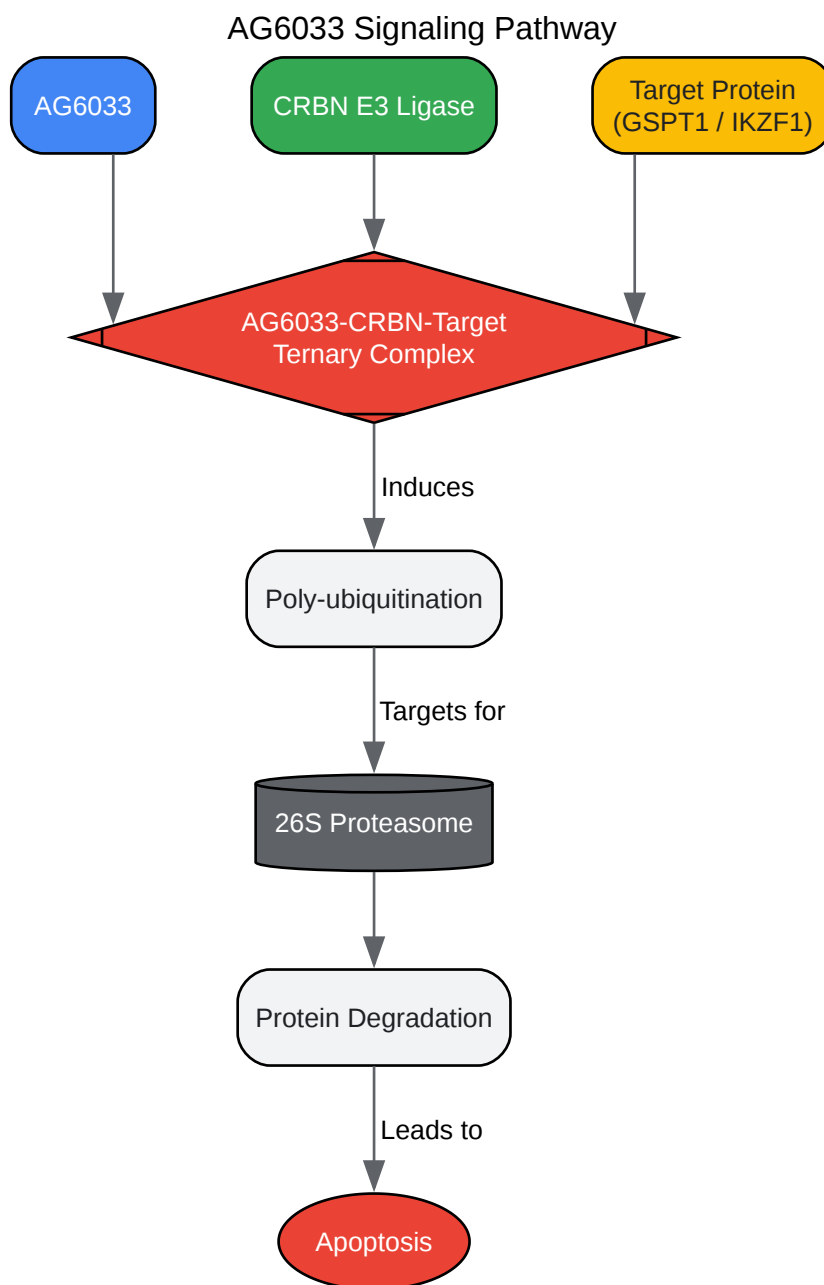 AG6033 Signaling Pathway
AG6033
CRBN E3 Ligase
Target Protein
(GSPT1 / IKZF1)
AG6033-CRBN-Target
Ternary Complex
Induces
Poly-ubiquitination
Targets for
26S Proteasome
Protein Degradation
Leads to
Apoptosis